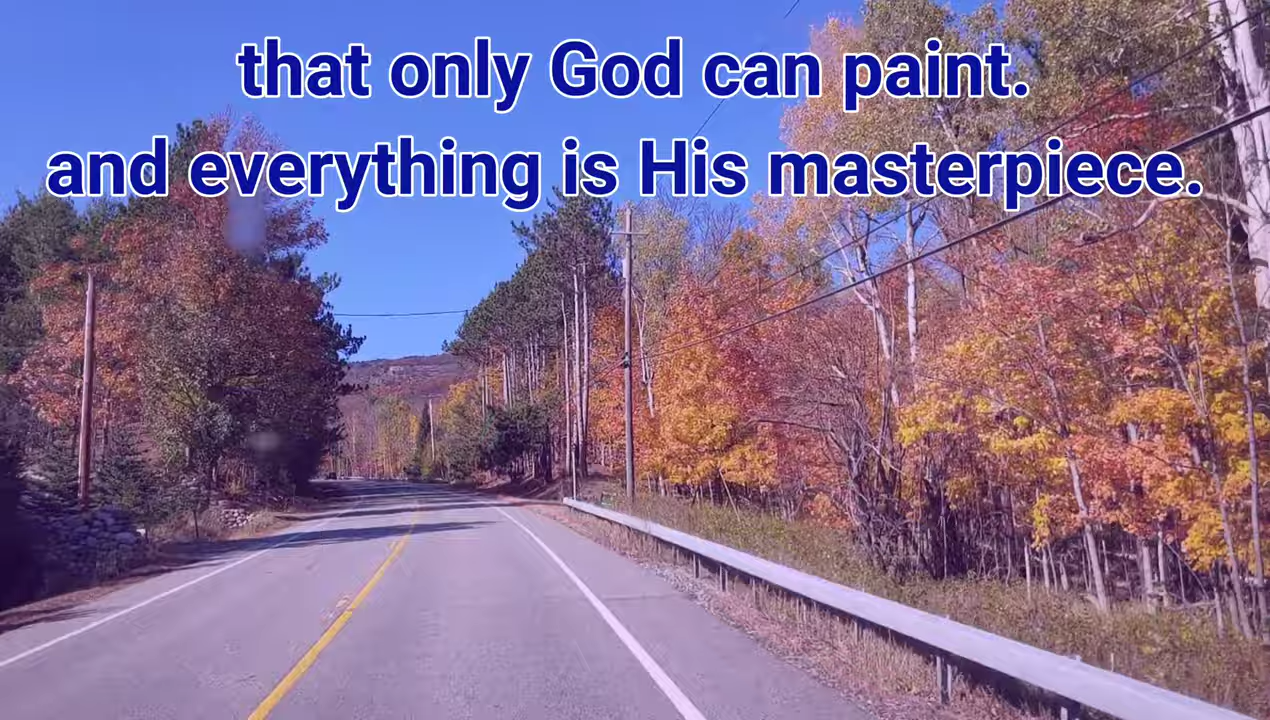 that only God can paint.
and everything is His masterpiece.